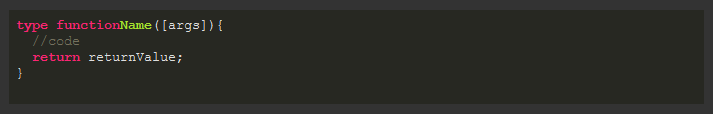 type functionName([args]){
  //code
  return returnValue;
}